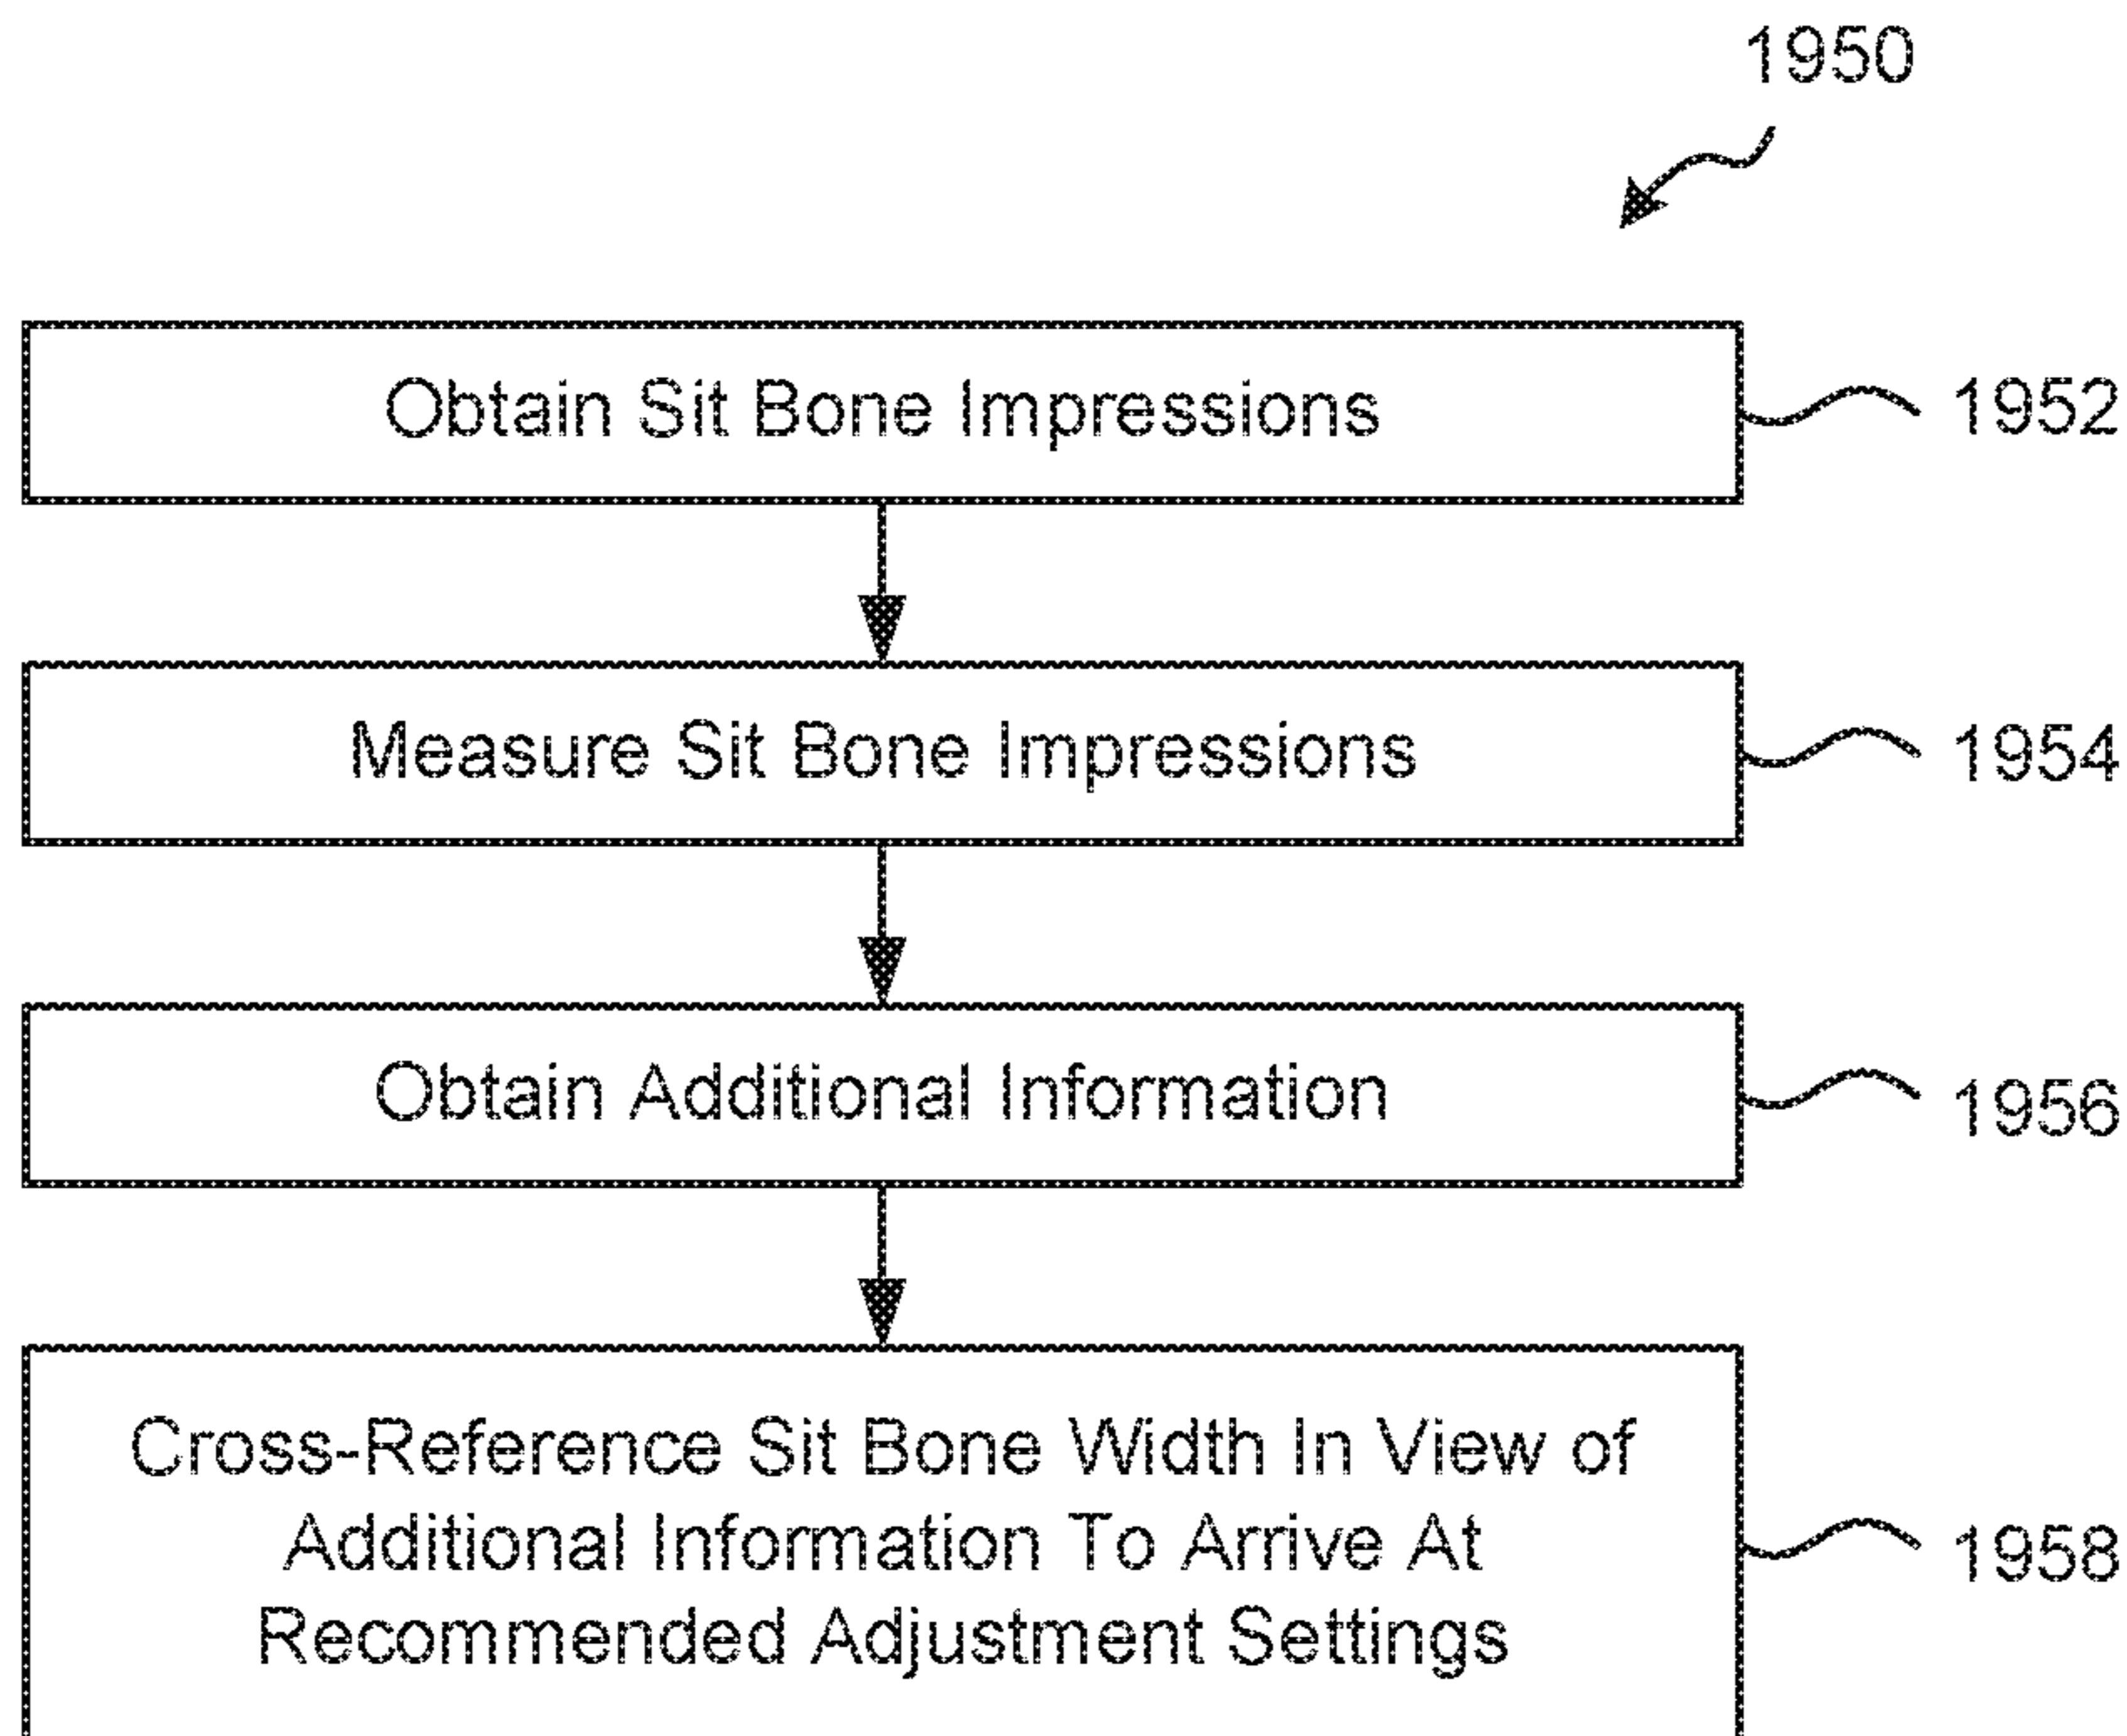 1950
Obtain Sit Bone Impressions
1952
Measure Sit Bone Impressions
1954
Obtain Additional Information
1956
Cross-Reference Sit Bone Width In View of
Additional Information To Arrive At
Recommended Adjustment Settings
1958